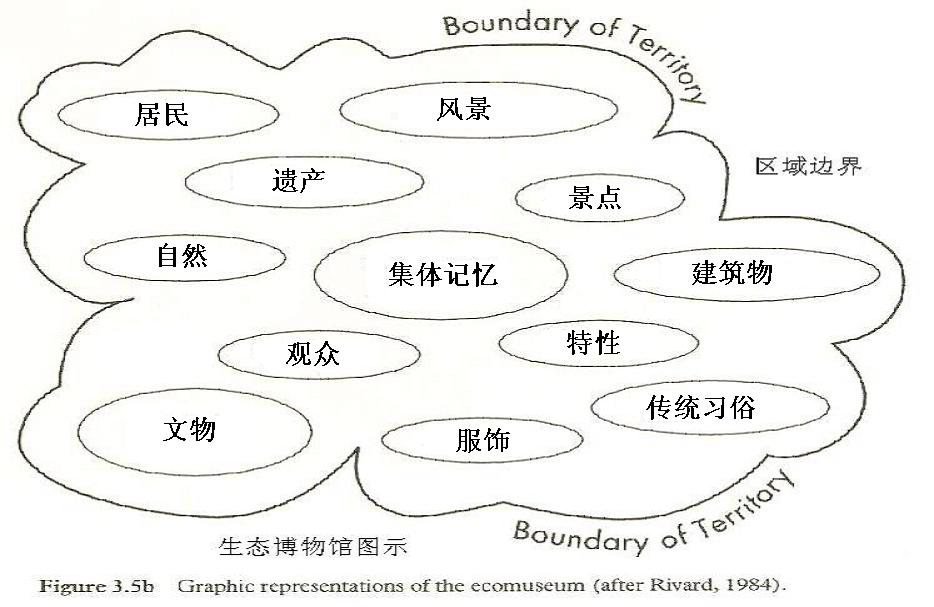 Boundary of Territory
居民
风景
区域边界
遗产
景点
自然
集体记忆
建筑物
观众
特性
文物
服饰
传统习俗
Boundary of Territory
生态博物馆图示
Figure 3.5b Graphic representations of the ecomuseum (after Rivard, 1984).